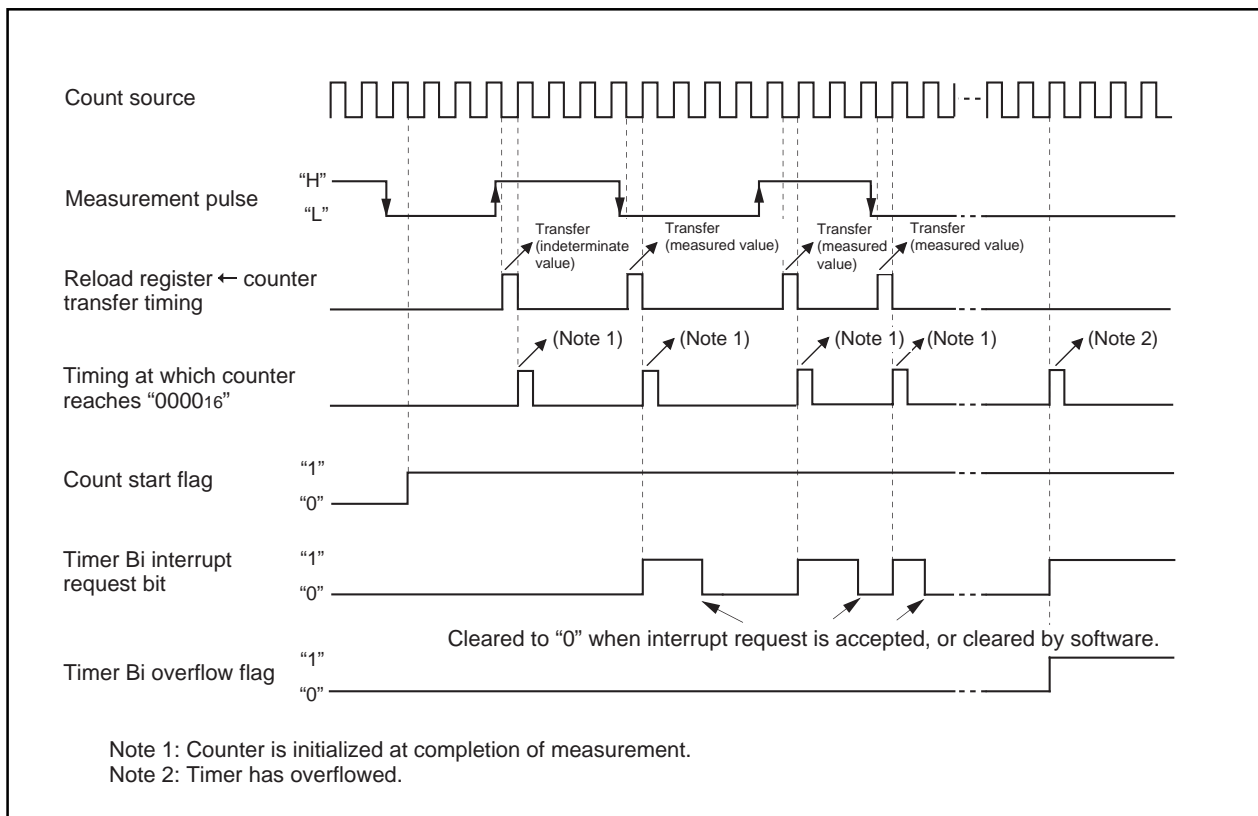 Count source
Measurement pulse
“H”
“L”
Transfer
(indeterminate
value)
Transfer
(measured value)
Transfer
(measured
value)
Transfer
(measured value)
Reload register ← counter
transfer timing
(Note 1)
(Note 1)
(Note 1)
(Note 1)
(Note 2)
Timing at which counter
reaches “000016”
Count start flag
“1”
“0”
Timer Bi interrupt
request bit
“1”
“0”
Cleared to “0” when interrupt request is accepted, or cleared by software.
Timer Bi overflow flag
“1”
“0”
Note 1: Counter is initialized at completion of measurement.
Note 2: Timer has overflowed.